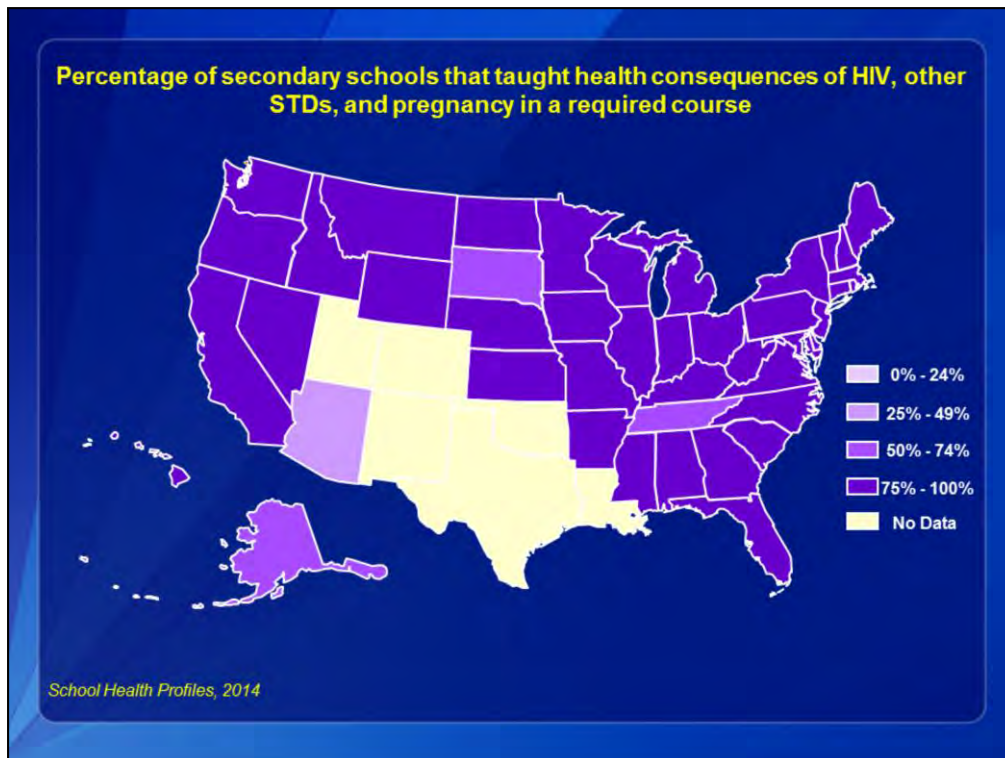 Percentage of secondary schools that taught health consequences of HIV, other
STDs, and pregnancy in a required course
0% - 24%
25% - 49%
50% - 74%
75% - 100%
No Data
School Health Profiles, 2014